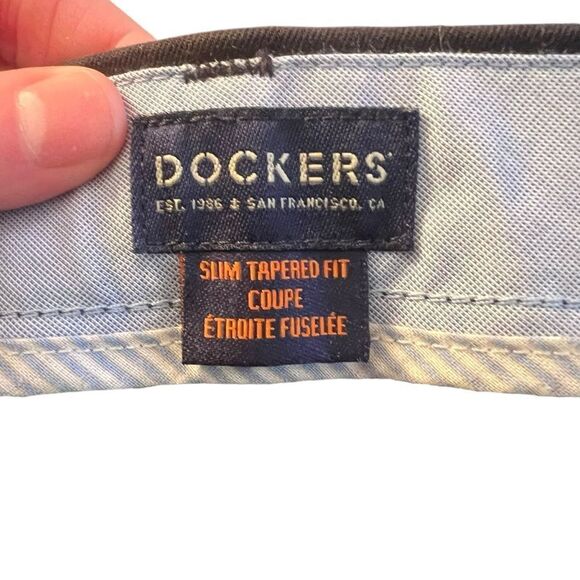 DOCKERS
EST. 1986 ⚓ SAN FRANCISCO, CA
SLIM TAPERED FIT
COUPE
ÉTROITE FUSELÉE